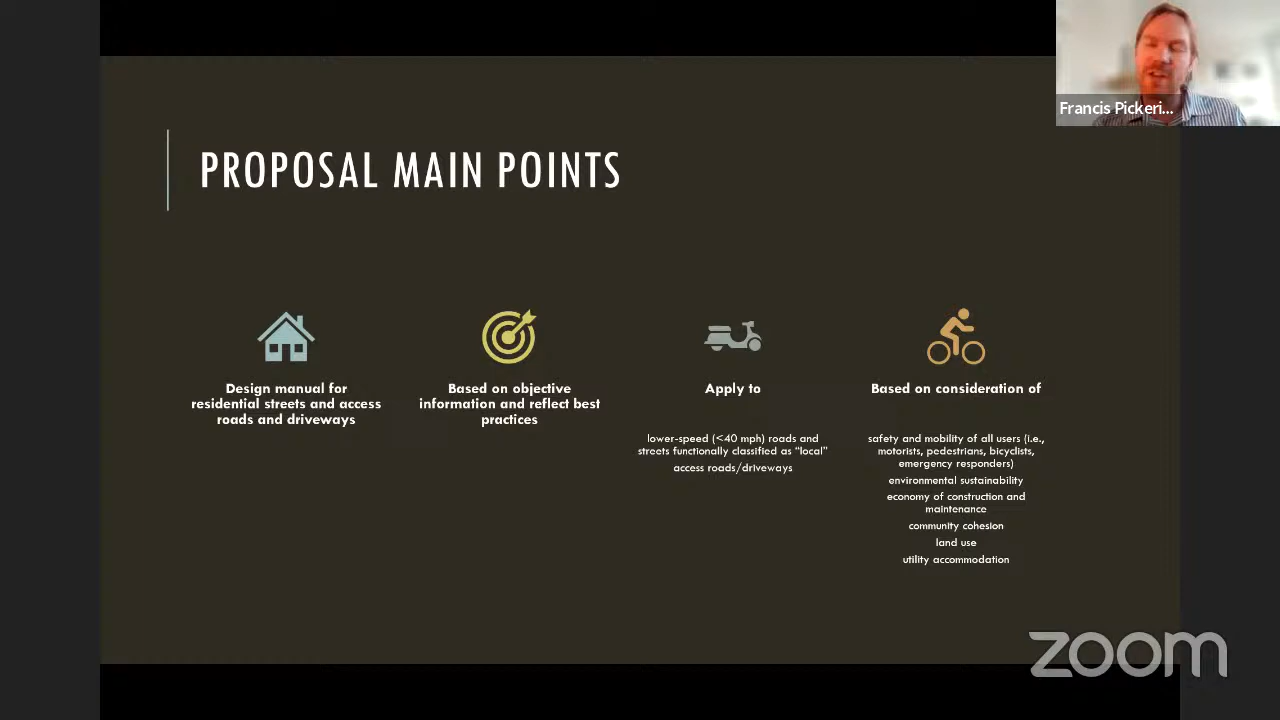 Francis Pickeri...
PROPOSAL MAIN POINTS
Design manual for
residential streets and access
roads and driveways
Based on objective
information and reflect best
practices
Apply to
lower-speed (<40 mph) roads and
streets functionally classified as “local”
access roads/driveways
Based on consideration of
safety and mobility of all users (i.e.,
motorists, pedestrians, bicyclists,
emergency responders)
environmental sustainability
economy of construction and
maintenance
community cohesion
land use
utility accommodation
zoom